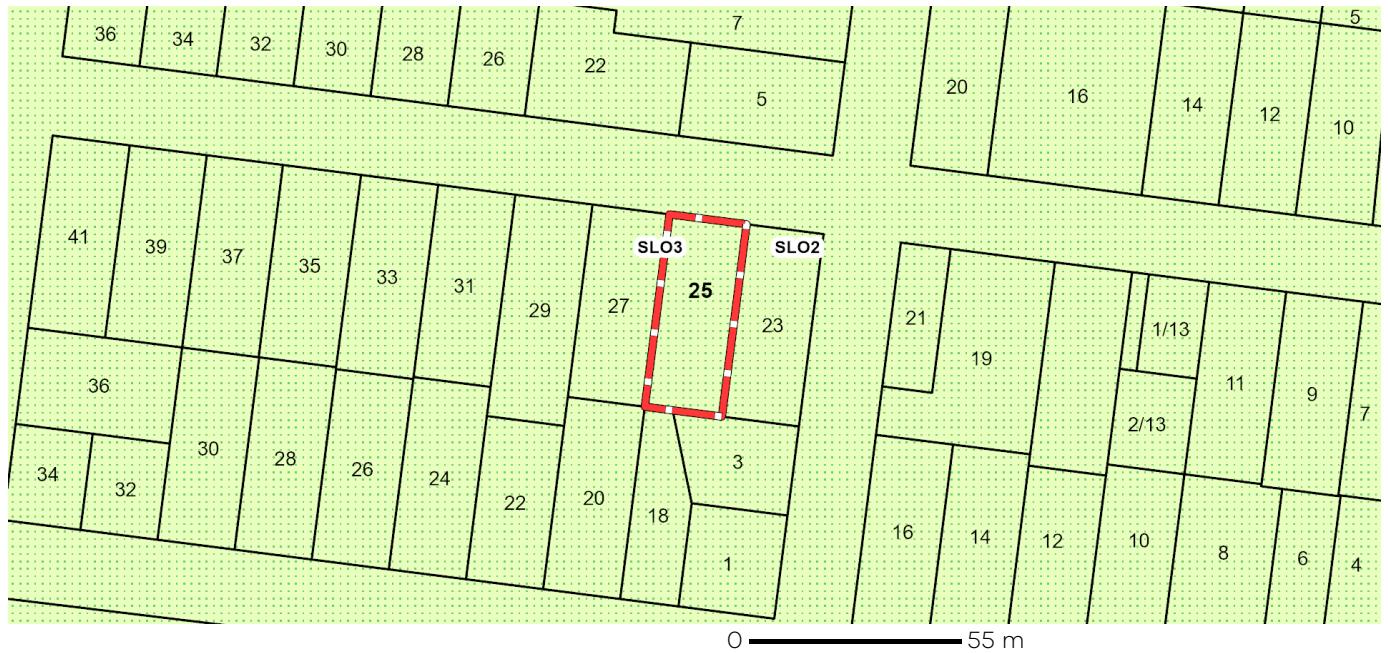 36 34 32 30 28 26 22 7 5
20 16 14 12 10 5
41 39 37 35 33 31 29 27 25 23
SLO3 SLO2
21 19 1/13 2/13 11 9 7
36 34 32 30 28 26 24 22 20 18 3 1
16 14 12 10 8 6 4
0 55 m